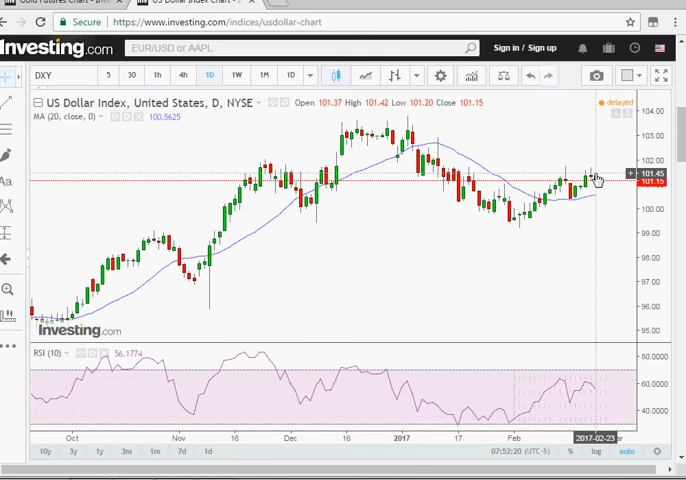 Gold Futures Chart - Inves
US Dollar Index Chart - Inve
Secure https://www.investing.com/indices/usdollar-chart
Investing.com
EUR/USD or AAPL
Sign in / Sign up
DXY 5 30 1h 4h 1D 1W 1M
US Dollar Index, United States, D, NYSE Open 101.37 High 101.42 Low 101.20 Close 101.15 delayed
MA (20, close, 0) 100.5625
104.00
103.00
102.00
101.45
101.15
100.00
99.00
98.00
97.00
96.00
95.00
Investing.com
RSI (10) 56.1774
80.0000
60.0000
40.0000
Oct Nov 16 Dec 16 2017 17 Feb 2017-02-23 ar
10y 3y 1y 3m 1m 7d 1d 07:52:20 (UTC-5) % log auto
Aa